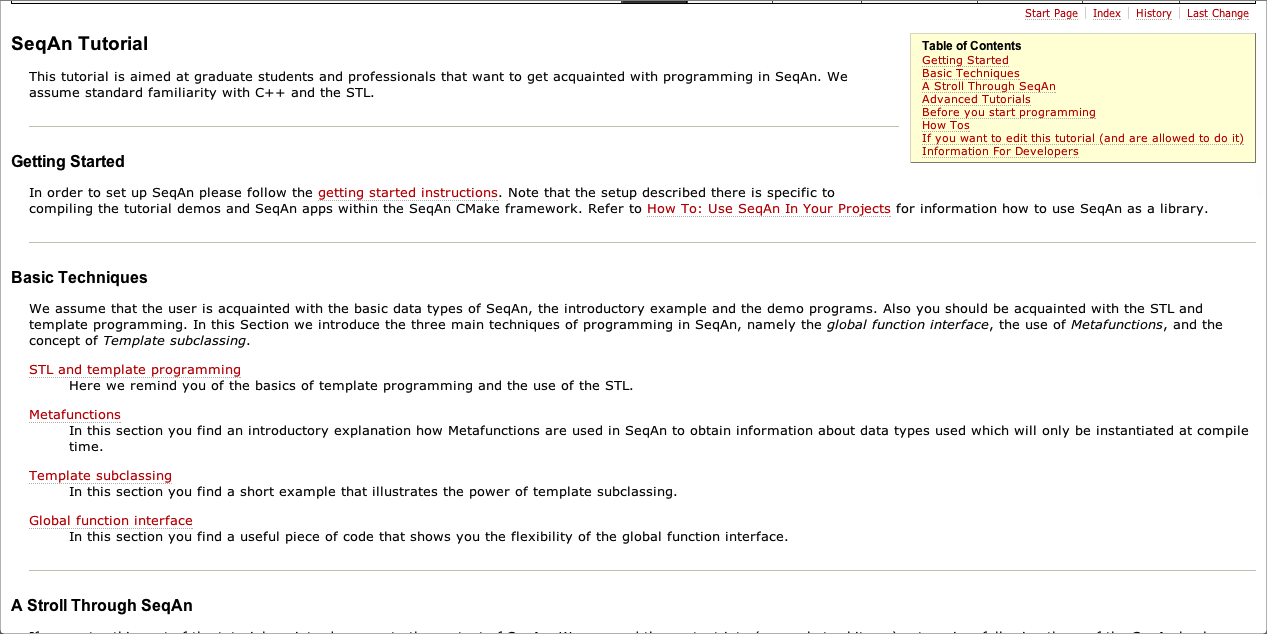 Start Page Index History Last Change
SeqAn Tutorial
This tutorial is aimed at graduate students and professionals that want to get acquainted with programming in SeqAn. We
assume standard familiarity with C++ and the STL.
Table of Contents
Getting Started
Basic Techniques
A Stroll Through SeqAn
Advanced Tutorials
Before you start programming
How Tos
If you want to edit this tutorial (and are allowed to do it)
Information For Developers
Getting Started
In order to set up SeqAn please follow the getting started instructions. Note that the setup described there is specific to
compiling the tutorial demos and SeqAn apps within the SeqAn CMake framework. Refer to How To: Use SeqAn In Your Projects for information how to use SeqAn as a library.
Basic Techniques
We assume that the user is acquainted with the basic data types of SeqAn, the introductory example and the demo programs. Also you should be acquainted with the STL and
template programming. In this Section we introduce the three main techniques of programming in SeqAn, namely the global function interface, the use of Metafunctions, and the
concept of Template subclassing.
STL and template programming
Here we remind you of the basics of template programming and the use of the STL.
Metafunctions
In this section you find an introductory explanation how Metafunctions are used in SeqAn to obtain information about data types used which will only be instantiated at compile
time.
Template subclassing
In this section you find a short example that illustrates the power of template subclassing.
Global function interface
In this section you find a useful piece of code that shows you the flexibility of the global function interface.
A Stroll Through SeqAn